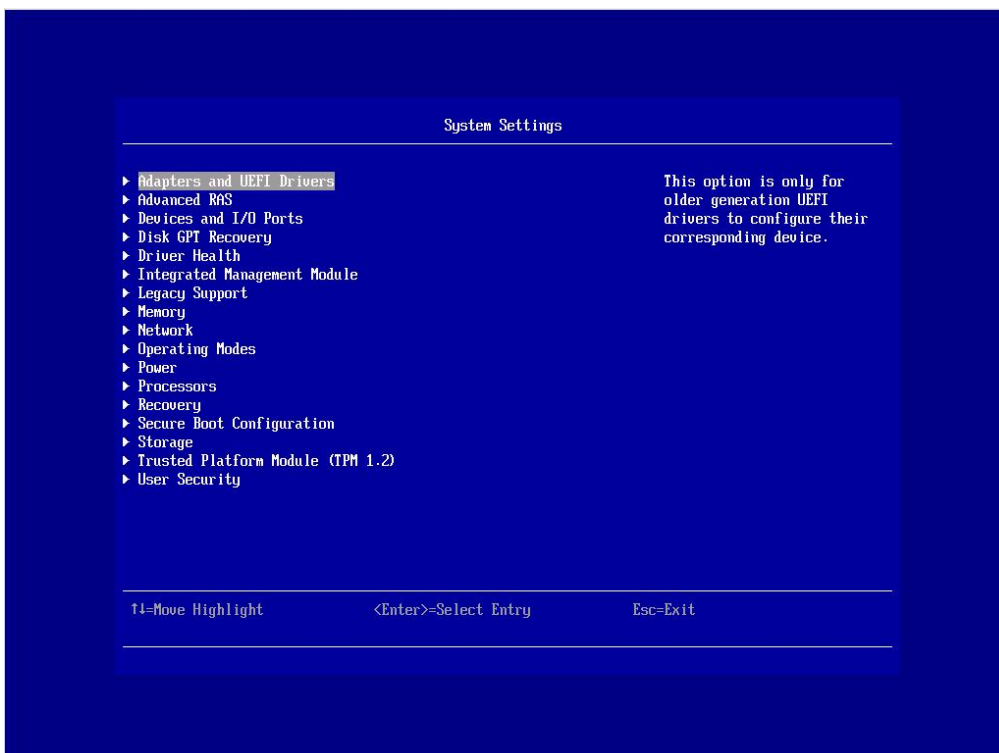 System Settings
▶ Adapters and UEFI Drivers
▶ Advanced RAS
▶ Devices and I/O Ports
▶ Disk GPT Recovery
▶ Driver Health
▶ Integrated Management Module
▶ Legacy Support
▶ Memory
▶ Network
▶ Operating Modes
▶ Power
▶ Processors
▶ Recovery
▶ Secure Boot Configuration
▶ Storage
▶ Trusted Platform Module (TPM 1.2)
▶ User Security
This option is only for
older generation UEFI
drivers to configure their
corresponding device.
↑↓=Move Highlight <Enter>=Select Entry Esc=Exit